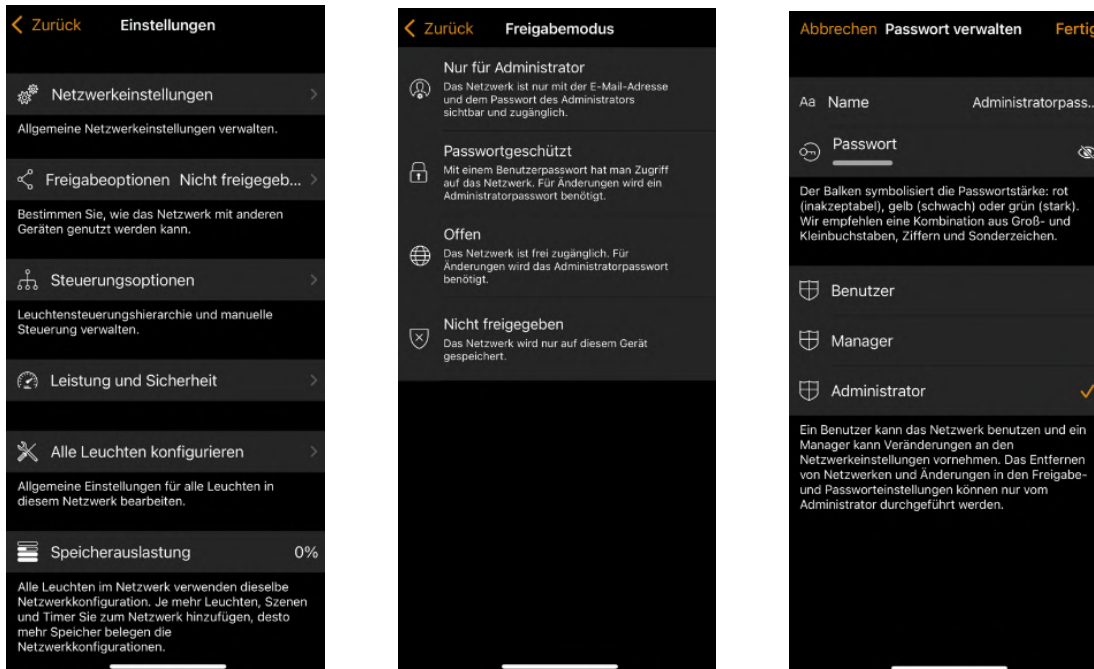 Zurück Einstellungen
Netzwerkeinstellungen
Allgemeine Netzwerkeinstellungen verwalten.
Freigabeoptionen Nicht freigegeb...
Bestimmen Sie, wie das Netzwerk mit anderen
Geräten genutzt werden kann.
Steuerungsoptionen
Leuchtensteuerungshierarchie und manuelle
Steuerung verwalten.
Leistung und Sicherheit
Alle Leuchten konfigurieren
Allgemeine Einstellungen für alle Leuchten in
diesem Netzwerk bearbeiten.
Speicherauslastung 0%
Alle Leuchten im Netzwerk verwenden dieselbe
Netzwerkkonfiguration. Je mehr Leuchten, Szenen
und Timer Sie zum Netzwerk hinzufügen, desto
mehr Speicher belegen die
Netzwerkkonfigurationen.
Zurück Freigabemodus
Nur für Administrator
Das Netzwerk ist nur mit der E-Mail-Adresse
und dem Passwort des Administrators
sichtbar und zugänglich.
Passwortgeschützt
Mit einem Benutzerpasswort hat man Zugriff
auf das Netzwerk. Für Änderungen wird ein
Administratorpasswort benötigt.
Offen
Das Netzwerk ist frei zugänglich. Für
Änderungen wird das Administratorpasswort
benötigt.
Nicht freigegeben
Das Netzwerk wird nur auf diesem Gerät
gespeichert.
Abbrechen Passwort verwalten Fertig
Aa Name Administratorpass...
Passwort
Der Balken symbolisiert die Passwortstärke: rot
(inakzeptabel), gelb (schwach) oder grün (stark).
Wir empfehlen eine Kombination aus Groß- und
Kleinbuchstaben, Ziffern und Sonderzeichen.
Benutzer
Manager
Administrator
Ein Benutzer kann das Netzwerk benutzen und ein
Manager kann Veränderungen an den
Netzwerkeinstellungen vornehmen. Das Entfernen
von Netzwerken und Änderungen in den Freigabe-
und Passworteinstellungen können nur vom
Administrator durchgeführt werden.